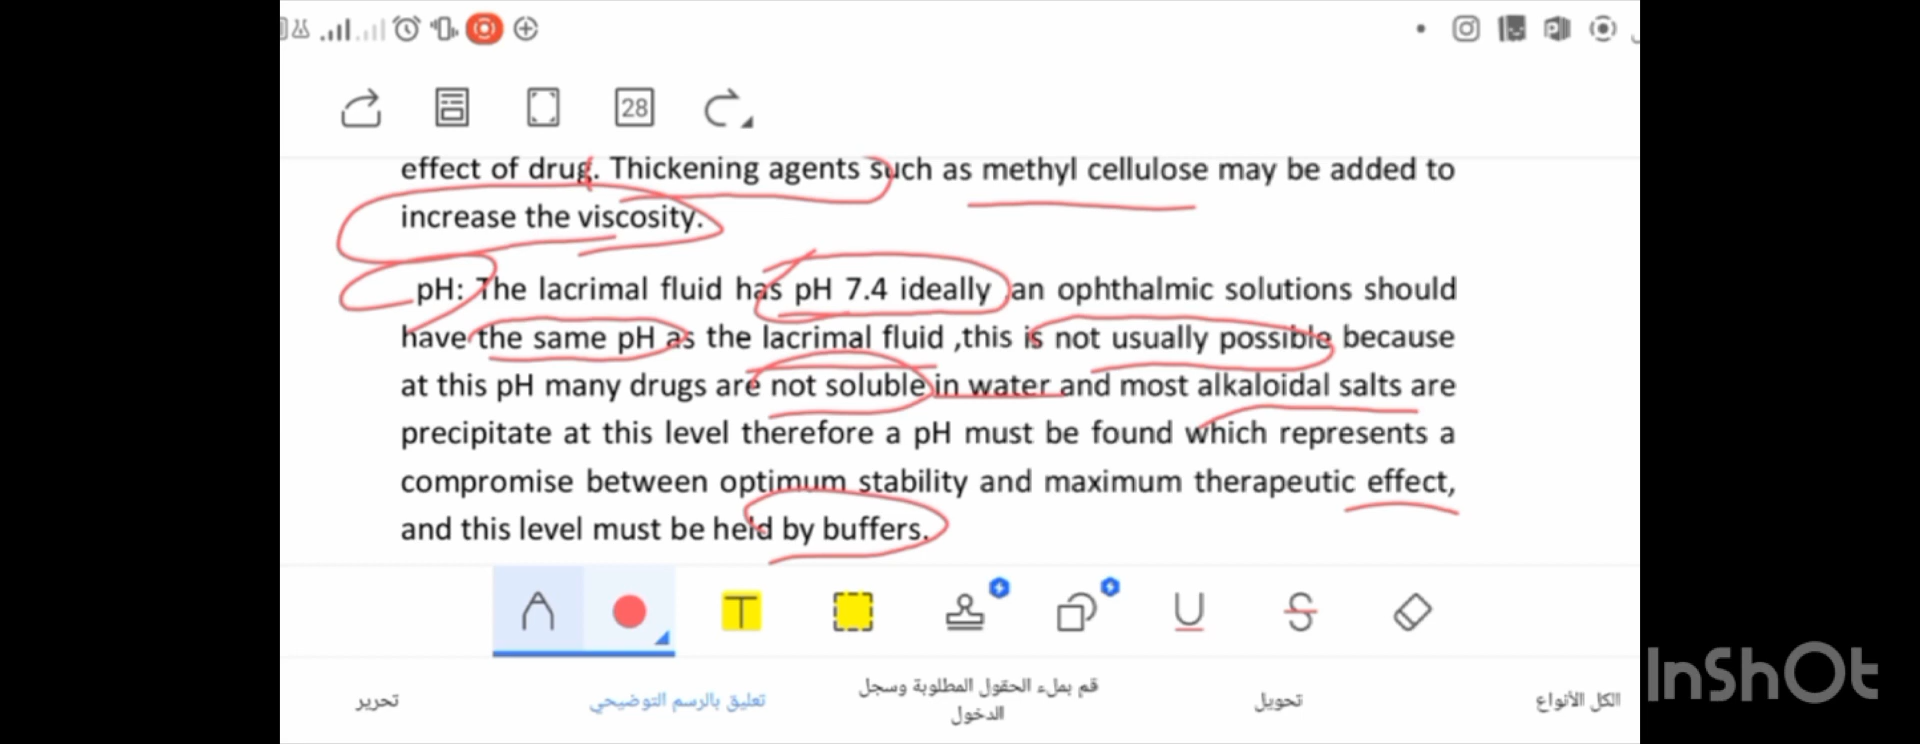 28
effect of drug. Thickening agents such as methyl cellulose may be added to
increase the viscosity.
pH: The lacrimal fluid has pH 7.4 ideally an ophthalmic solutions should
have the same pH as the lacrimal fluid ,this is not usually possible because
at this pH many drugs are not soluble in water and most alkaloidal salts are
precipitate at this level therefore a pH must be found which represents a
compromise between optimum stability and maximum therapeutic effect,
and this level must be held by buffers.
الكل الأنواع
تحويل
قم بملء الحقول المطلوبة وسجل
الدخول
تعليق بالرسم التوضيحي
تحرير
InShOt